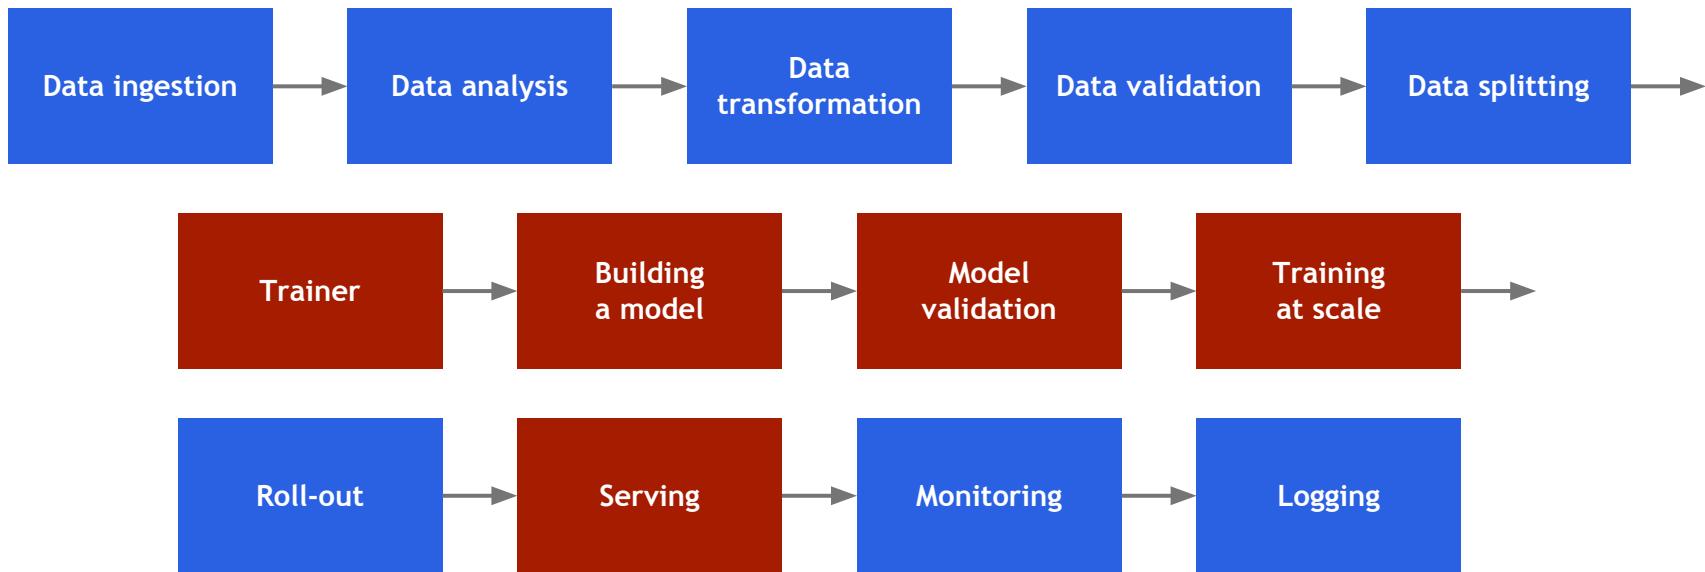 Data ingestion
Data analysis
Data
transformation
Data validation
Data splitting
Trainer
Building
a model
Model
validation
Training
at scale
Roll-out
Serving
Monitoring
Logging